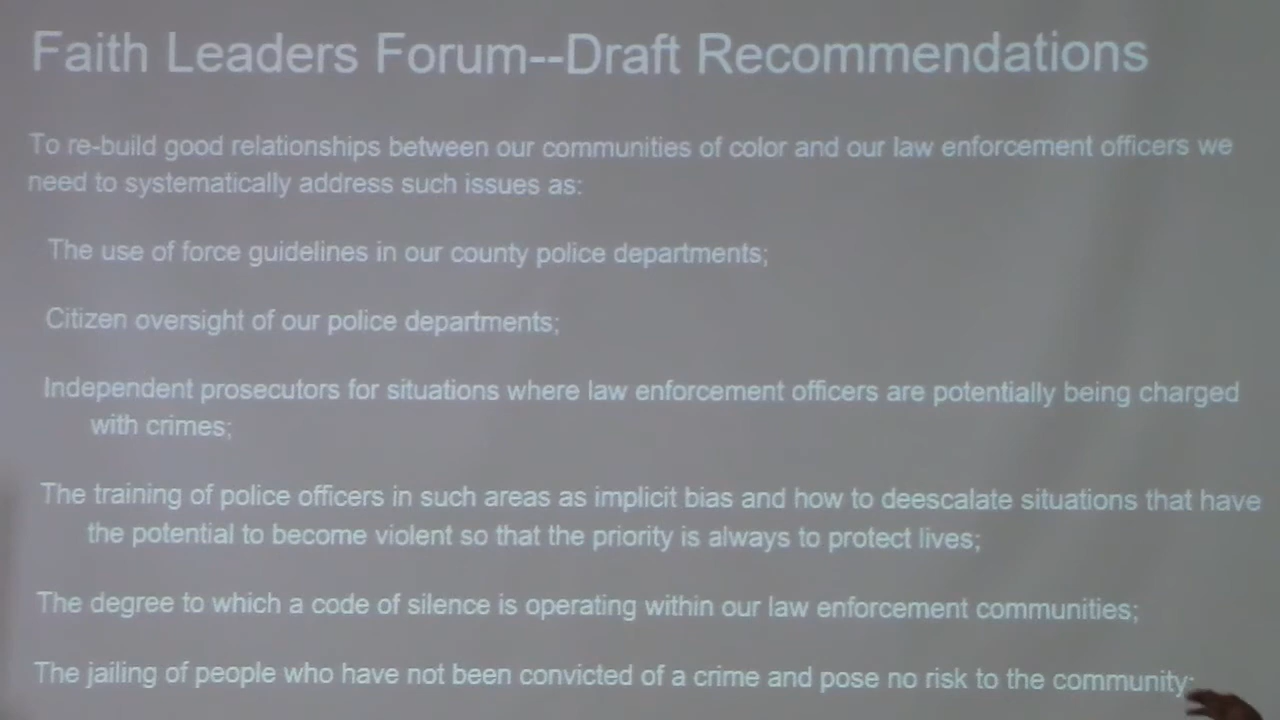 Faith Leaders Forum--Draft Recommendations
To re-build good relationships between our communities of color and our law enforcement officers we
need to systematically address such issues as:
The use of force guidelines in our county police departments;
Citizen oversight of our police departments;
Independent prosecutors for situations where law enforcement officers are potentially being charged
with crimes;
The training of police officers in such areas as implicit bias and how to deescalate situations that have
the potential to become violent so that the priority is always to protect lives;
The degree to which a code of silence is operating within our law enforcement communities;
The jailing of people who have not been convicted of a crime and pose no risk to the community;